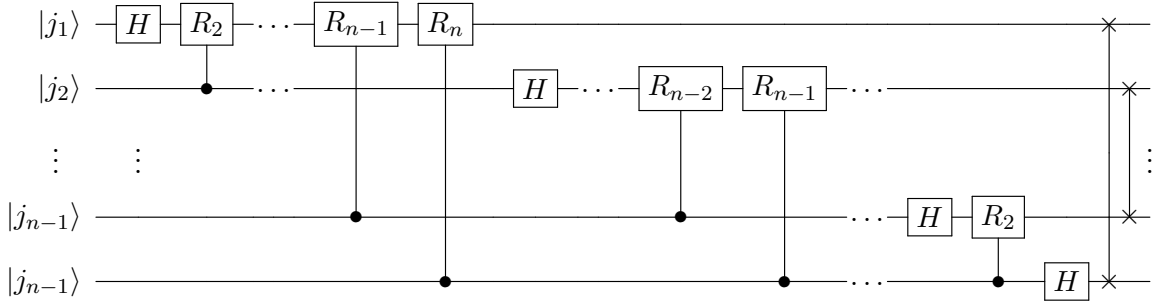 |j₁⟩ H R₂ ⋯ Rₙ₋₁ Rₙ
|j₂⟩ ⋯ H ⋯ Rₙ₋₂ Rₙ₋₁ ⋯
⋮ ⋮ ⋮
|jₙ₋₁⟩ ⋯ H R₂
|jₙ₋₁⟩ ⋯ H